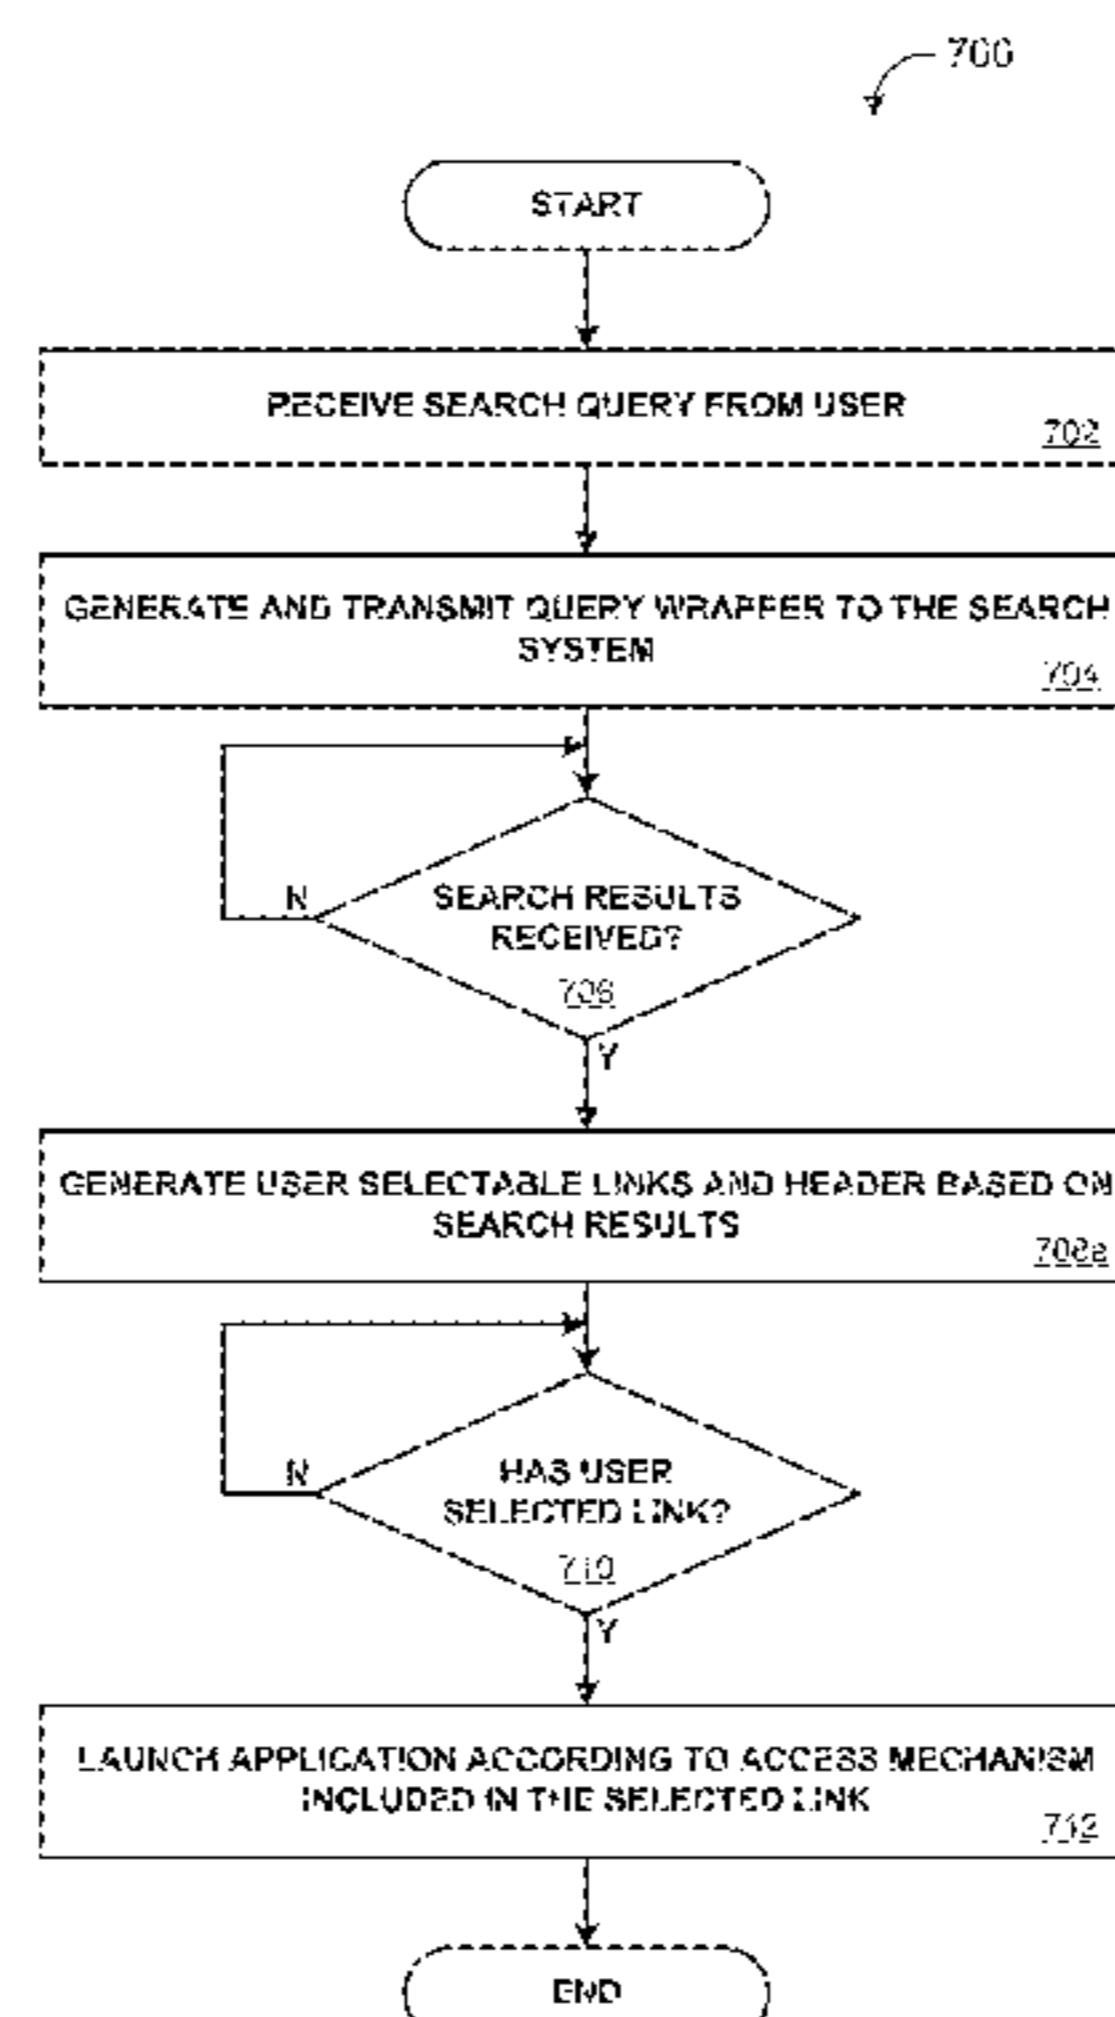 700
START
RECEIVE SEARCH QUERY FROM USER
702
GENERATE AND TRANSMIT QUERY WRAPPER TO THE SEARCH
SYSTEM
704
N
SEARCH RESULTS
RECEIVED?
706
Y
GENERATE USER SELECTABLE LINKS AND HEADER BASED ON
SEARCH RESULTS
708a
N
HAS USER
SELECTED LINK?
710
Y
LAUNCH APPLICATION ACCORDING TO ACCESS MECHANISM
INCLUDED IN THE SELECTED LINK
712
END